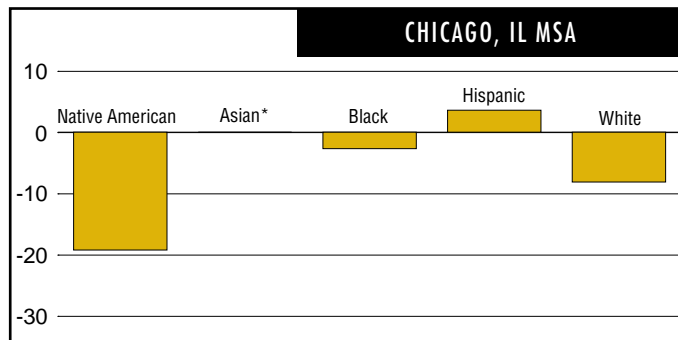 CHICAGO, IL MSA
10
Hispanic
Native American Asian* Black White
0
-10
-20
-30